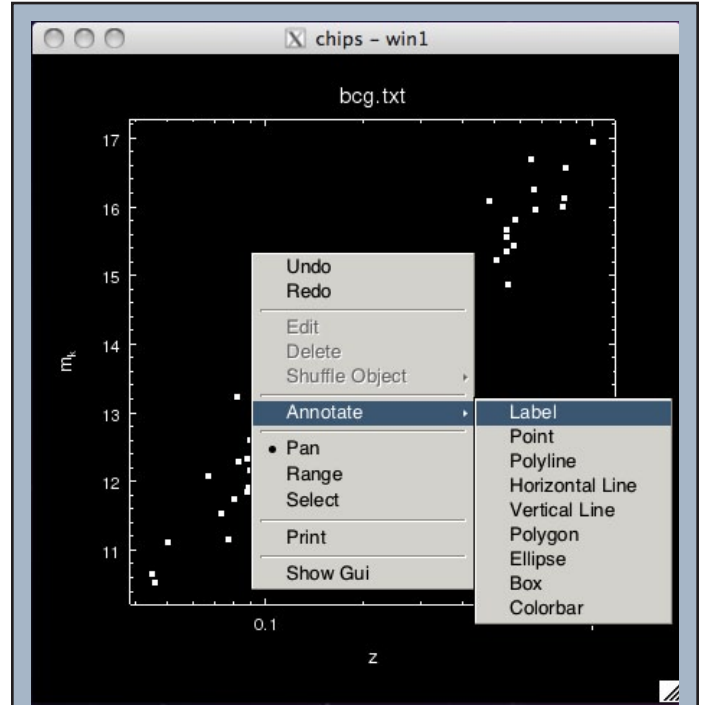 chips – win1
bcg.txt
17
16
15
14
13
12
11
mₖ
0.1
z
Undo
Redo
Edit
Delete
Shuffle Object
Annotate
Pan
Range
Select
Print
Show Gui
Label
Point
Polyline
Horizontal Line
Vertical Line
Polygon
Ellipse
Box
Colorbar